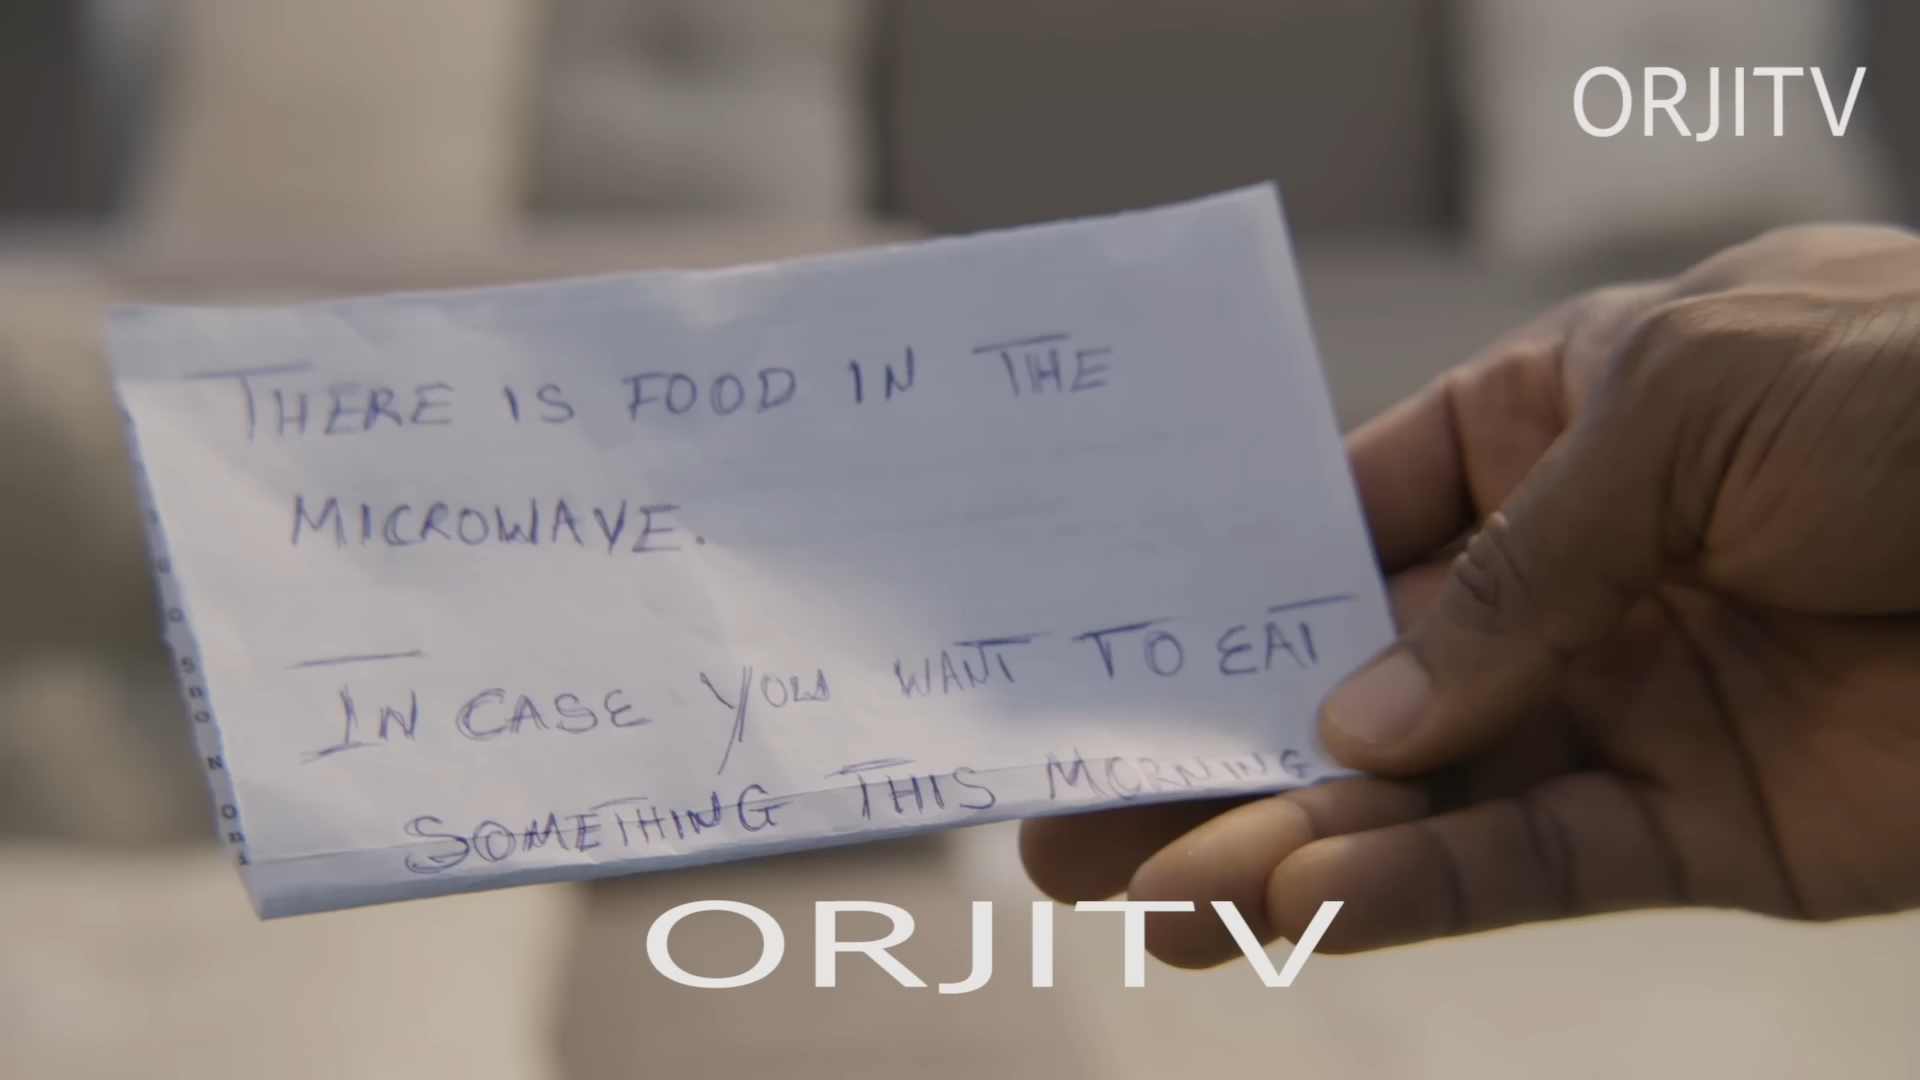 ORJITV
THERE IS FOOD IN THE
MICROWAVE.
IN CASE YOU WANT TO EAT
SOMETHING THIS MORNING
ORJITV